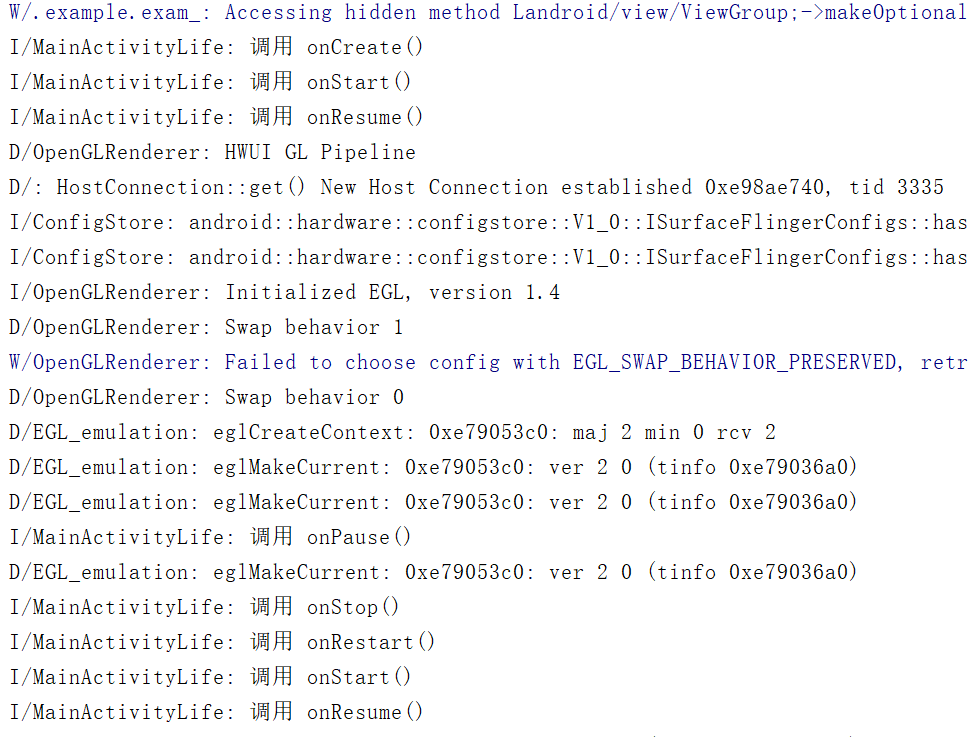 W/.example.exam_: Accessing hidden method Landroid/view/ViewGroup;->makeOptional
I/MainActivityLife: 调用 onCreate()
I/MainActivityLife: 调用 onStart()
I/MainActivityLife: 调用 onResume()
D/OpenGLRenderer: HWUI GL Pipeline
D/: HostConnection::get() New Host Connection established 0xe98ae740, tid 3335
I/ConfigStore: android::hardware::configstore::V1_0::ISurfaceFlingerConfigs::has
I/ConfigStore: android::hardware::configstore::V1_0::ISurfaceFlingerConfigs::has
I/OpenGLRenderer: Initialized EGL, version 1.4
D/OpenGLRenderer: Swap behavior 1
W/OpenGLRenderer: Failed to choose config with EGL_SWAP_BEHAVIOR_PRESERVED, retr
D/OpenGLRenderer: Swap behavior 0
D/EGL_emulation: eglCreateContext: 0xe79053c0: maj 2 min 0 rcv 2
D/EGL_emulation: eglMakeCurrent: 0xe79053c0: ver 2 0 (tinfo 0xe79036a0)
D/EGL_emulation: eglMakeCurrent: 0xe79053c0: ver 2 0 (tinfo 0xe79036a0)
I/MainActivityLife: 调用 onPause()
D/EGL_emulation: eglMakeCurrent: 0xe79053c0: ver 2 0 (tinfo 0xe79036a0)
I/MainActivityLife: 调用 onStop()
I/MainActivityLife: 调用 onRestart()
I/MainActivityLife: 调用 onStart()
I/MainActivityLife: 调用 onResume()